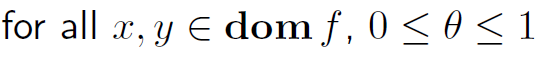 for all x, y ∈ dom f, 0 ≤ θ ≤ 1